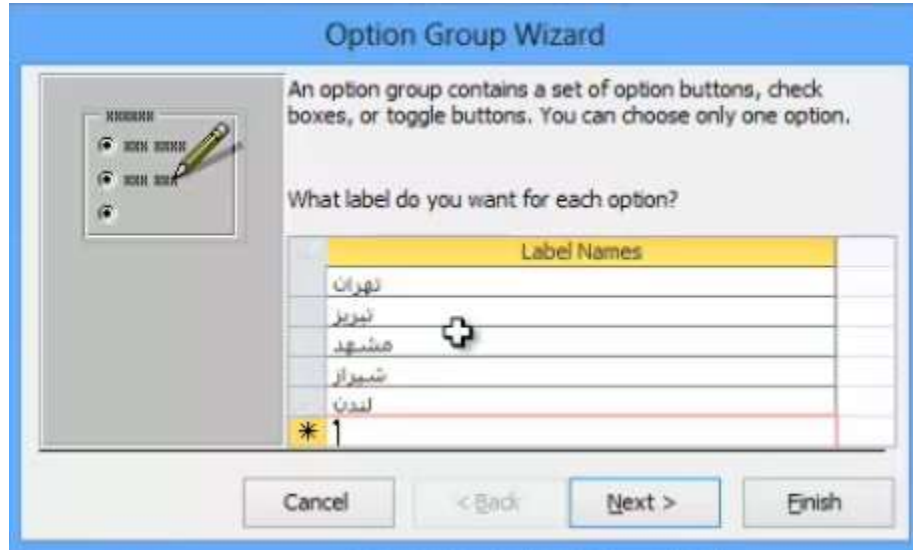 Option Group Wizard
An option group contains a set of option buttons, check
boxes, or toggle buttons. You can choose only one option.
What label do you want for each option?
Label Names
تهران
تبریز
مشهد
شیراز
لندن
Cancel
< Back
Next >
Finish